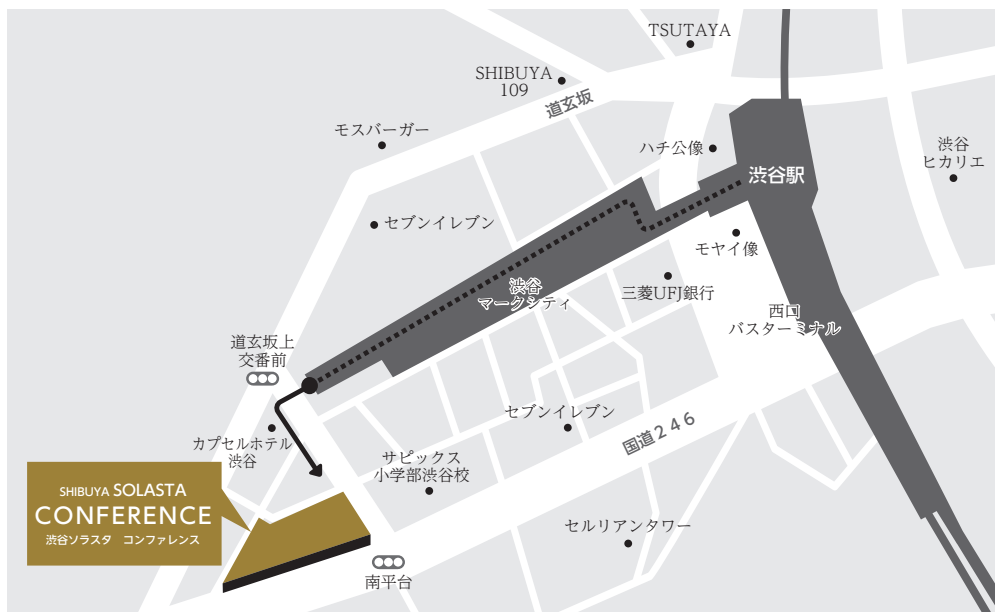 TSUTAYA
SHIBUYA
109
道玄坂
モスバーガー
ハチ公像
渋谷駅
渋谷
ヒカリエ
セブンイレブン
モヤイ像
渋谷
マークシティ
三菱UFJ銀行
西口
バスターミナル
道玄坂上
交番前
セブンイレブン
国道246
カプセルホテル
渋谷
サピックス
小学部渋谷校
SHIBUYA SOLASTA
CONFERENCE
渋谷ソラスタ　コンファレンス
セルリアンタワー
南平台